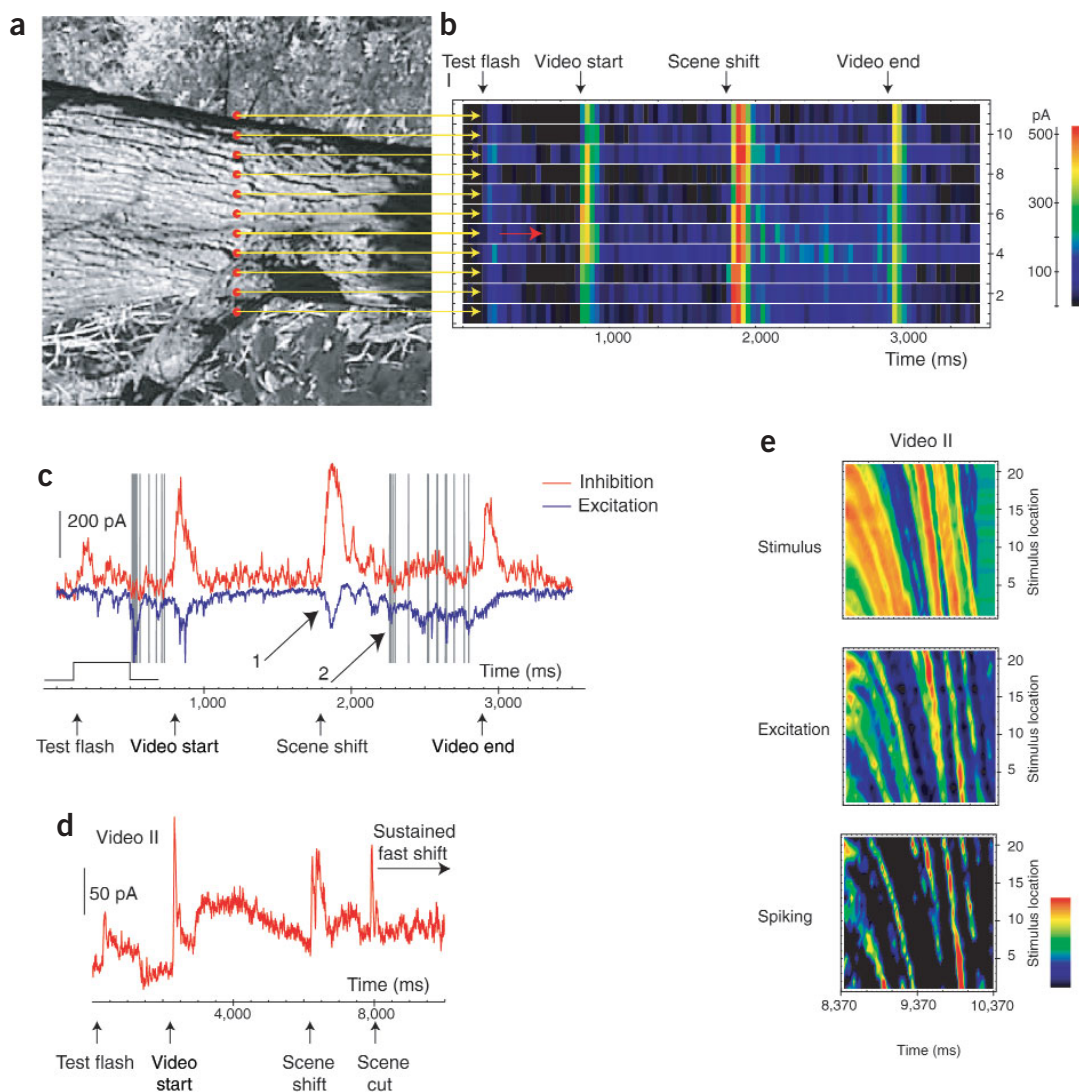 a
b
Test flash Video start Scene shift Video end
pA
10
8
6
4
2
500
300
100
1,000 2,000 3,000
Time (ms)
c
Inhibition
Excitation
200 pA
1
2
Time (ms)
1,000 2,000 3,000
Test flash Video start Scene shift Video end
d
Video II
Sustained
fast shift
50 pA
Time (ms)
4,000 8,000
Test flash Video start Scene shift Scene cut
e
Video II
Stimulus
20
15
10
5
Stimulus location
Excitation
20
15
10
5
Stimulus location
Spiking
20
15
10
5
Stimulus location
8,370 9,370 10,370
Time (ms)